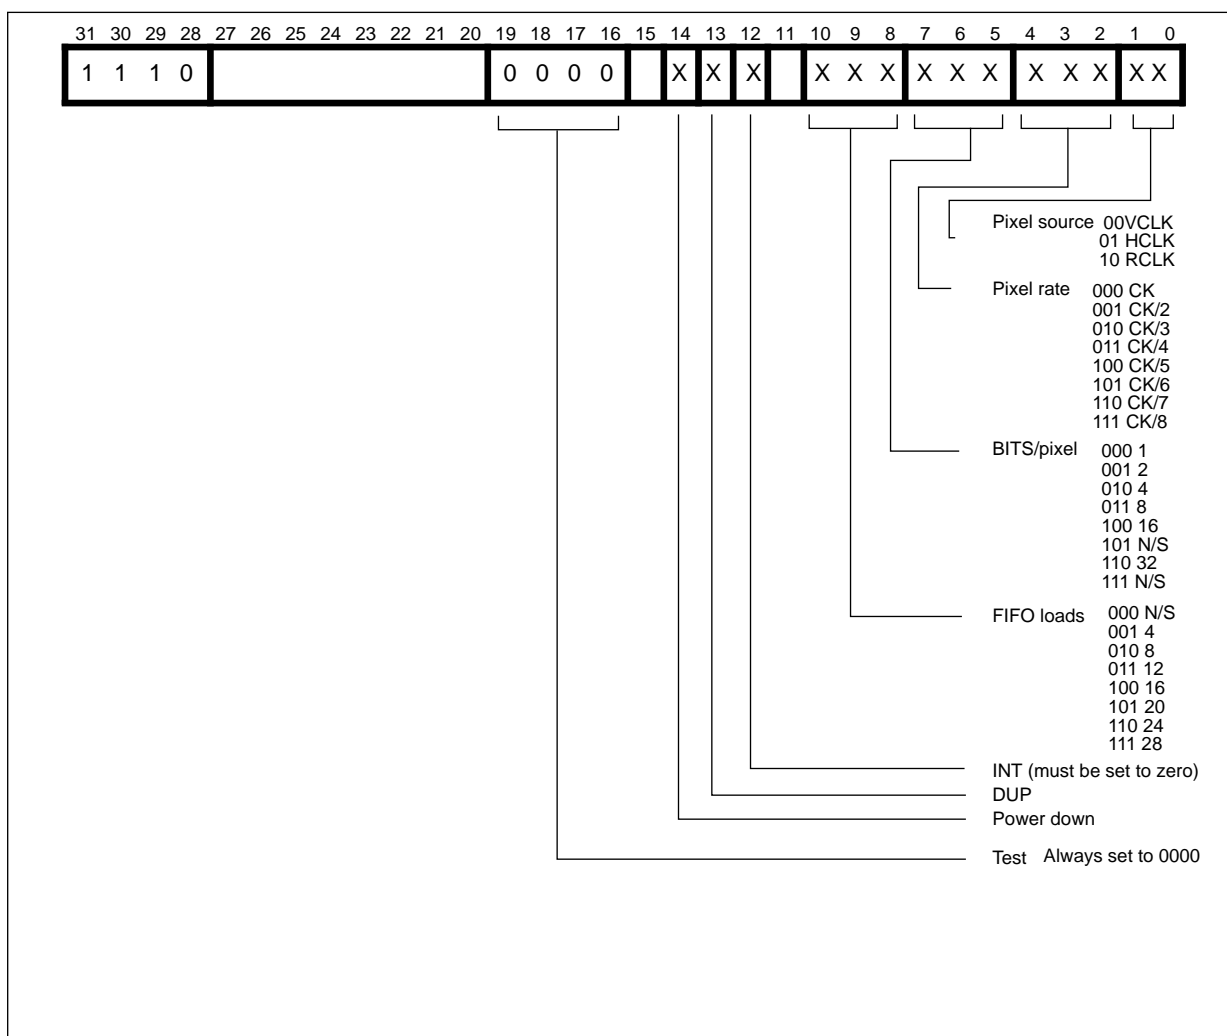 31 30 29 28 27 26 25 24 23 22 21 20 19 18 17 16 15 14 13 12 11 10 9 8 7 6 5 4 3 2 1 0
1 1 1 0 0 0 0 0 X X X X X X X X X X X X X X
Pixel source 00VCLK
01 HCLK
10 RCLK
Pixel rate 000 CK
001 CK/2
010 CK/3
011 CK/4
100 CK/5
101 CK/6
110 CK/7
111 CK/8
BITS/pixel 000 1
001 2
010 4
011 8
100 16
101 N/S
110 32
111 N/S
FIFO loads 000 N/S
001 4
010 8
011 12
100 16
101 20
110 24
111 28
INT (must be set to zero)
DUP
Power down
Test Always set to 0000